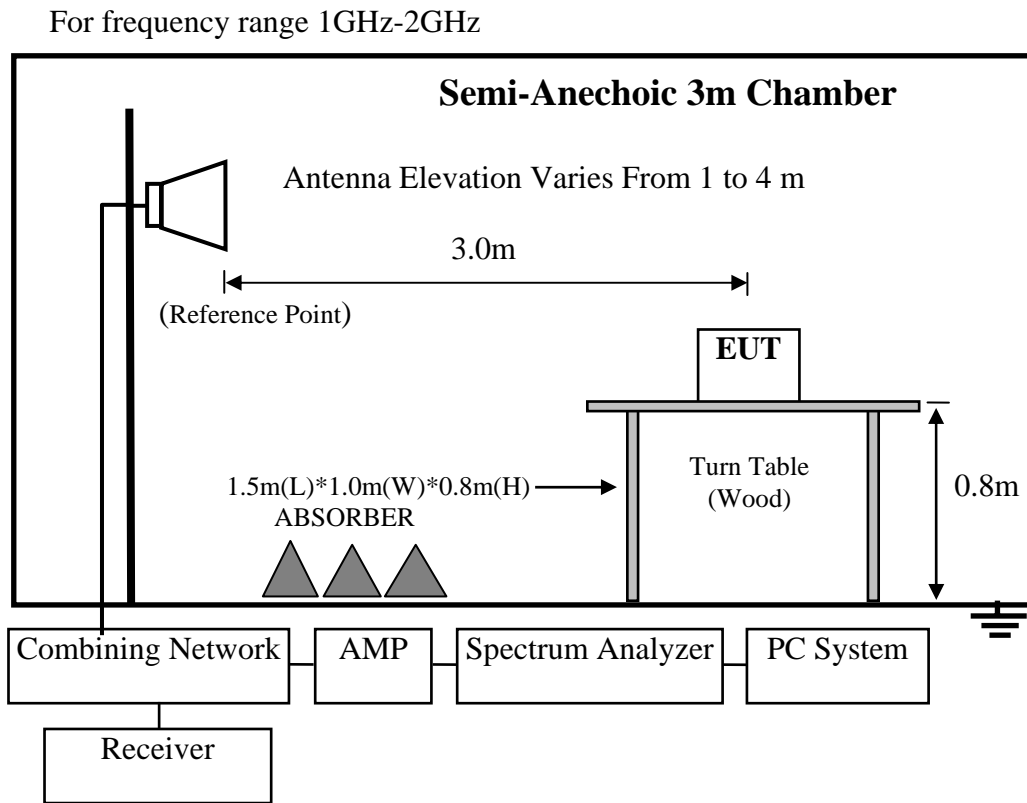 For frequency range 1GHz-2GHz
Semi-Anechoic 3m Chamber
Antenna Elevation Varies From 1 to 4 m
3.0m
(Reference Point)
EUT
1.5m(L)*1.0m(W)*0.8m(H)
ABSORBER
Turn Table
(Wood)
0.8m
Combining Network
AMP
Spectrum Analyzer
PC System
Receiver